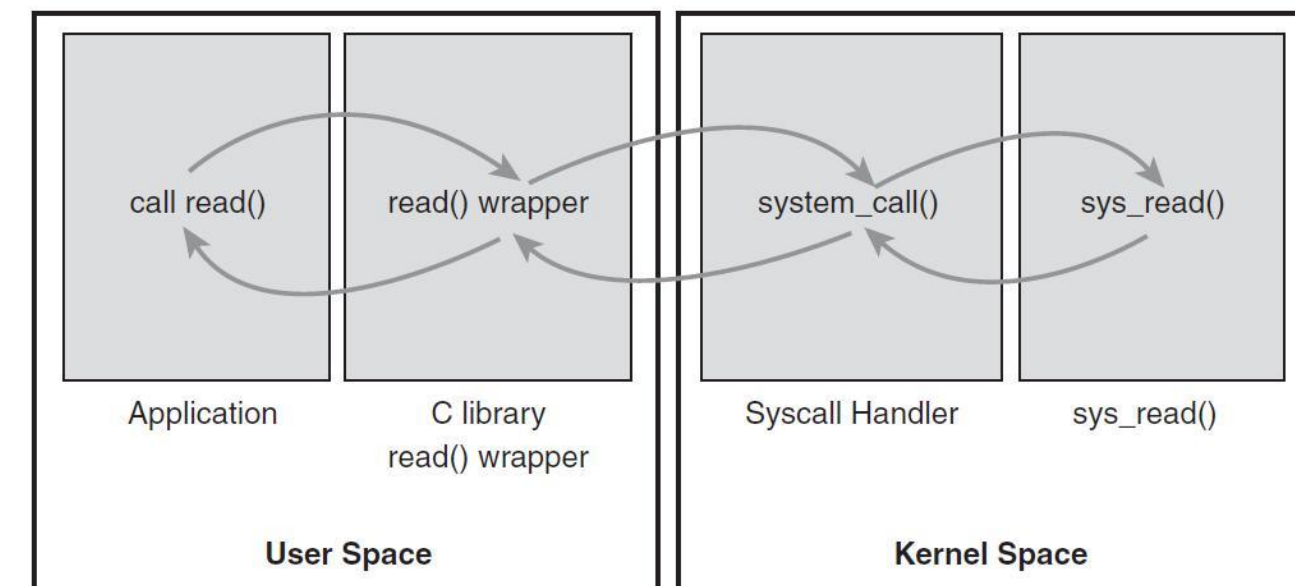 call read()
read() wrapper
system_call()
sys_read()
Application
C library
read() wrapper
Syscall Handler
sys_read()
User Space
Kernel Space